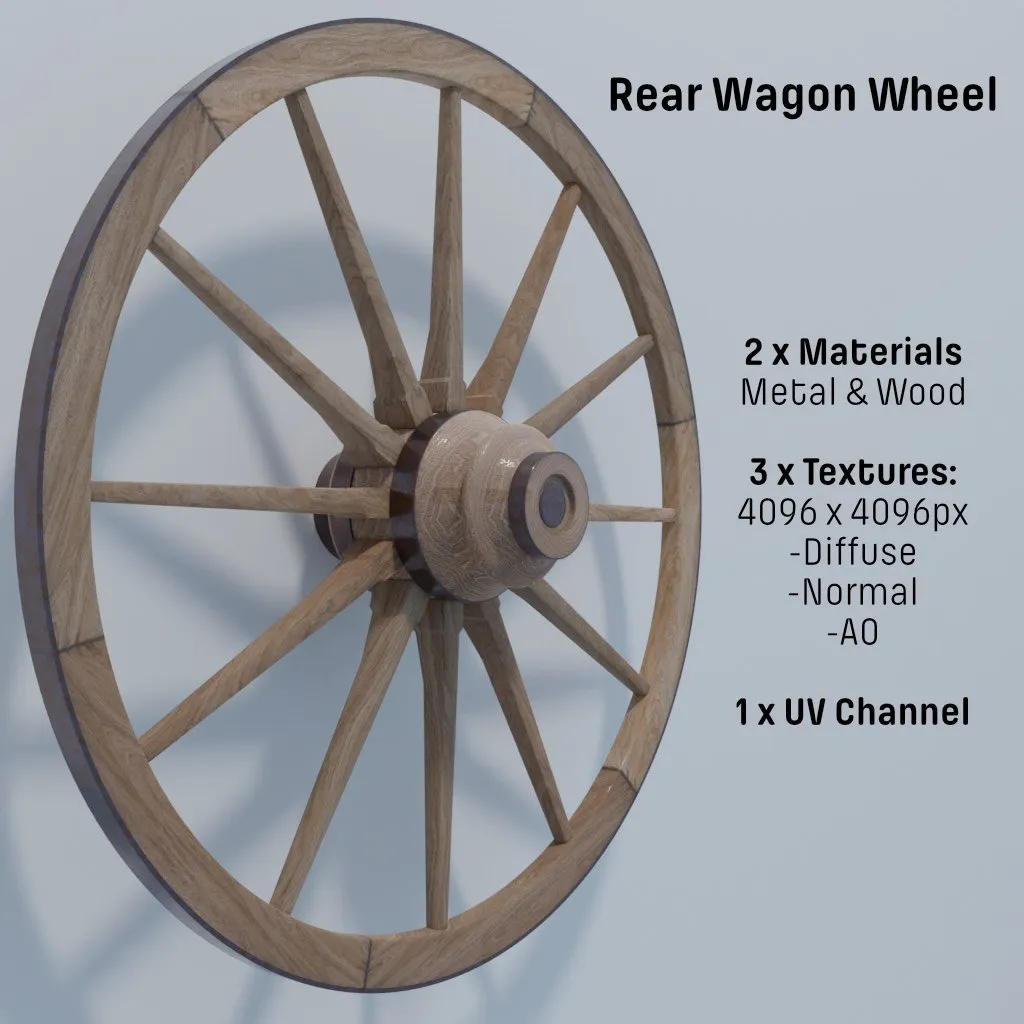 Rear Wagon Wheel
2 x Materials
Metal & Wood
3 x Textures:
4096 x 4096px
-Diffuse
-Normal
-AO
1 x UV Channel